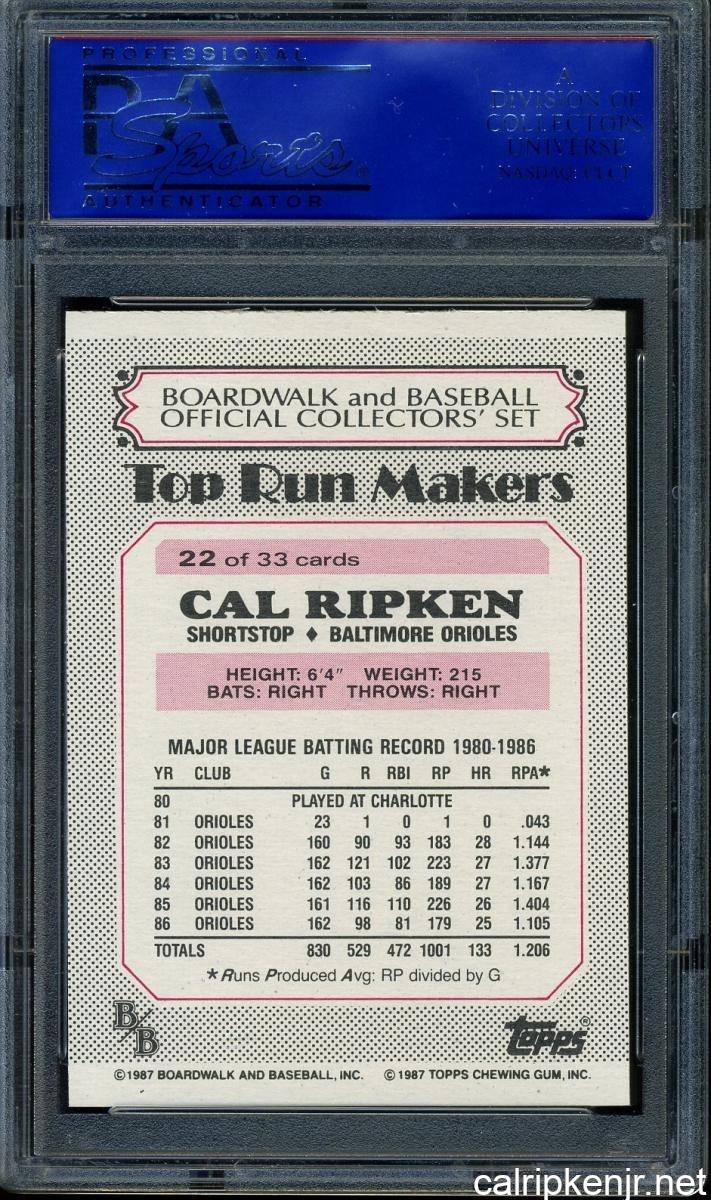 PROFESSIONAL
PSA
Sports®
AUTHENTICATOR
A
DIVISION OF
COLLECTORS
UNIVERSE
NASDAQ: CLCT
BOARDWALK and BASEBALL
OFFICIAL COLLECTORS' SET
Top Run Makers
22 of 33 cards
CAL RIPKEN
SHORTSTOP ♦ BALTIMORE ORIOLES
HEIGHT: 6'4" WEIGHT: 215
BATS: RIGHT THROWS: RIGHT
MAJOR LEAGUE BATTING RECORD 1980-1986
YR CLUB G R RBI RP HR RPA*
80 PLAYED AT CHARLOTTE
81 ORIOLES 23 1 0 1 0 .043
82 ORIOLES 160 90 93 183 28 1.144
83 ORIOLES 162 121 102 223 27 1.377
84 ORIOLES 162 103 86 189 27 1.167
85 ORIOLES 161 116 110 226 26 1.404
86 ORIOLES 162 98 81 179 25 1.105
TOTALS 830 529 472 1001 133 1.206
*Runs Produced Avg: RP divided by G
B/B
Topps®
©1987 BOARDWALK AND BASEBALL, INC. ©1987 TOPPS CHEWING GUM, INC.
calripkenjr.net